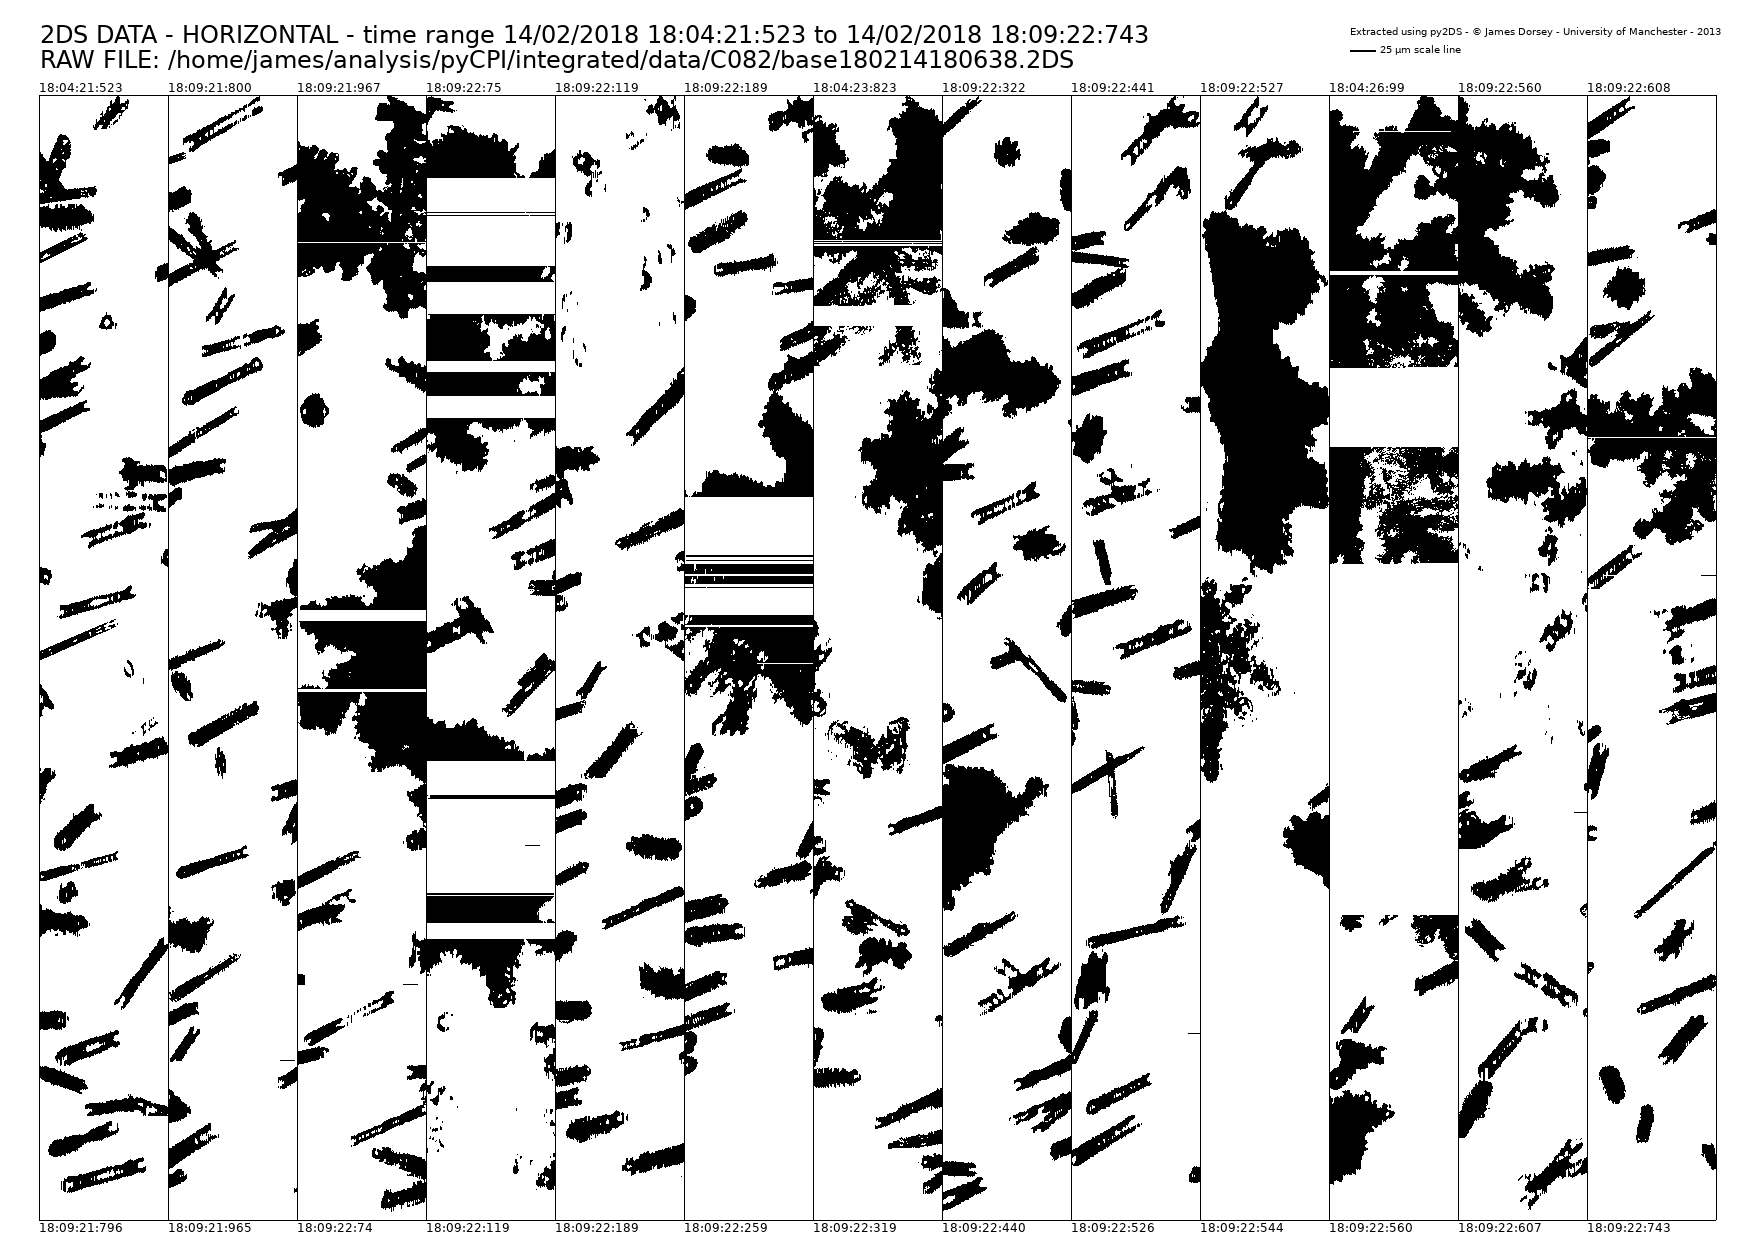 2DS DATA - HORIZONTAL - time range 14/02/2018 18:04:21:523 to 14/02/2018 18:09:22:743
RAW FILE: /home/james/analysis/pyCPI/integrated/data/C082/base180214180638.2DS
Extracted using py2DS - © James Dorsey - University of Manchester - 2013
25 µm scale line
18:04:21:523 18:09:21:800 18:09:21:967 18:09:22:75 18:09:22:119 18:09:22:189 18:04:23:823 18:09:22:322 18:09:22:441 18:09:22:527 18:04:26:99 18:09:22:560 18:09:22:608
18:09:21:796 18:09:21:965 18:09:22:74 18:09:22:119 18:09:22:189 18:09:22:259 18:09:22:319 18:09:22:440 18:09:22:526 18:09:22:544 18:09:22:560 18:09:22:607 18:09:22:743